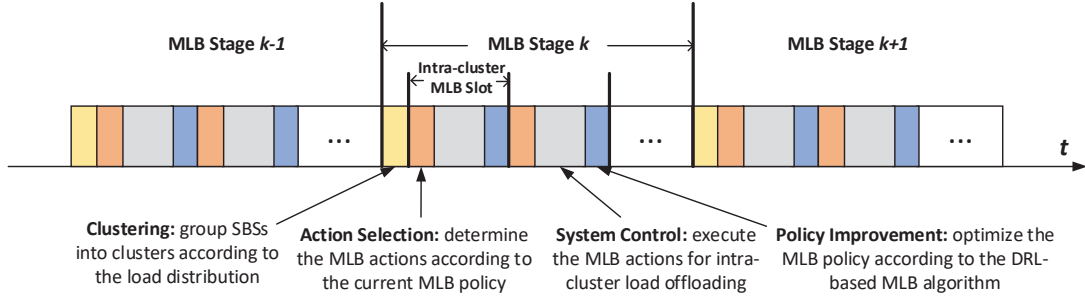 MLB Stage k-1
MLB Stage k
MLB Stage k+1
Intra-cluster
MLB Slot
...
...
...
t
Clustering: group SBSs
into clusters according to
the load distribution
Action Selection: determine
the MLB actions according to
the current MLB policy
System Control: execute
the MLB actions for intra-
cluster load offloading
Policy Improvement: optimize the
MLB policy according to the DRL-
based MLB algorithm